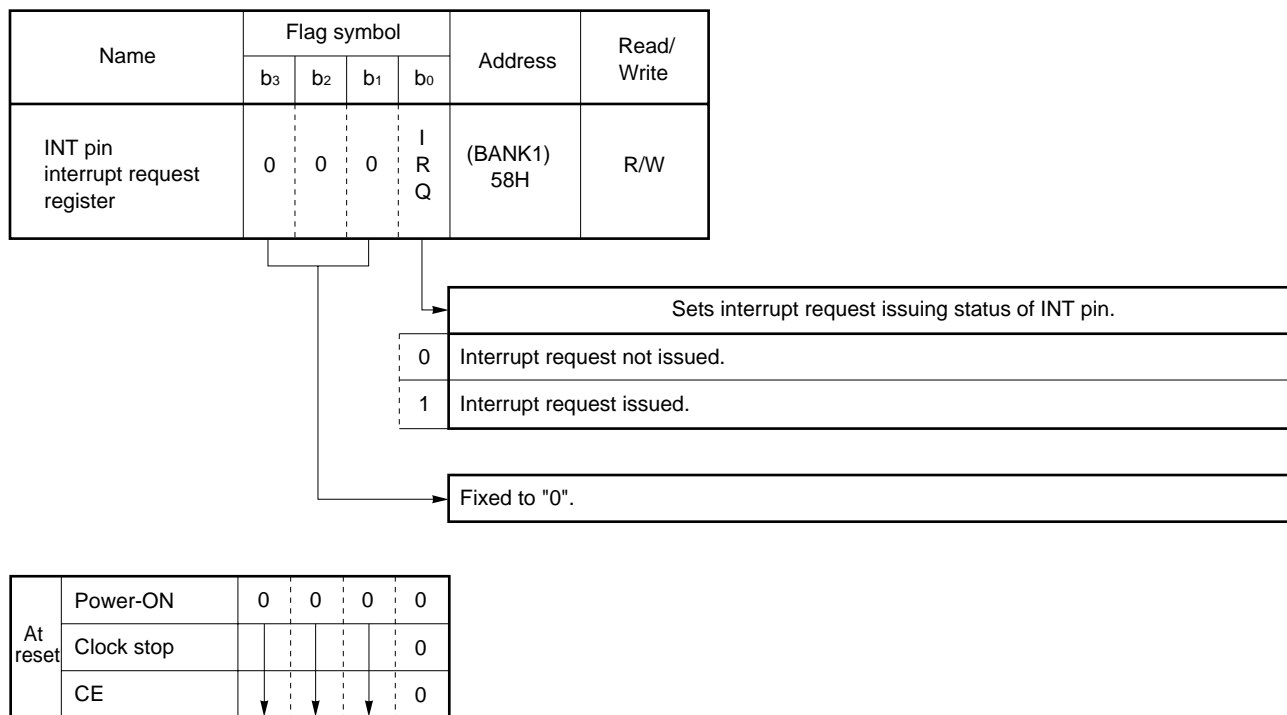 Name Flag symbol Address Read/
Write
b3 b2 b1 b0
INT pin
interrupt request
register
0 0 0 I
R
Q
(BANK1)
58H
R/W
Sets interrupt request issuing status of INT pin.
0 Interrupt request not issued.
1 Interrupt request issued.
Fixed to "0".
At
reset
Power-ON 0 0 0 0
Clock stop 0
CE 0